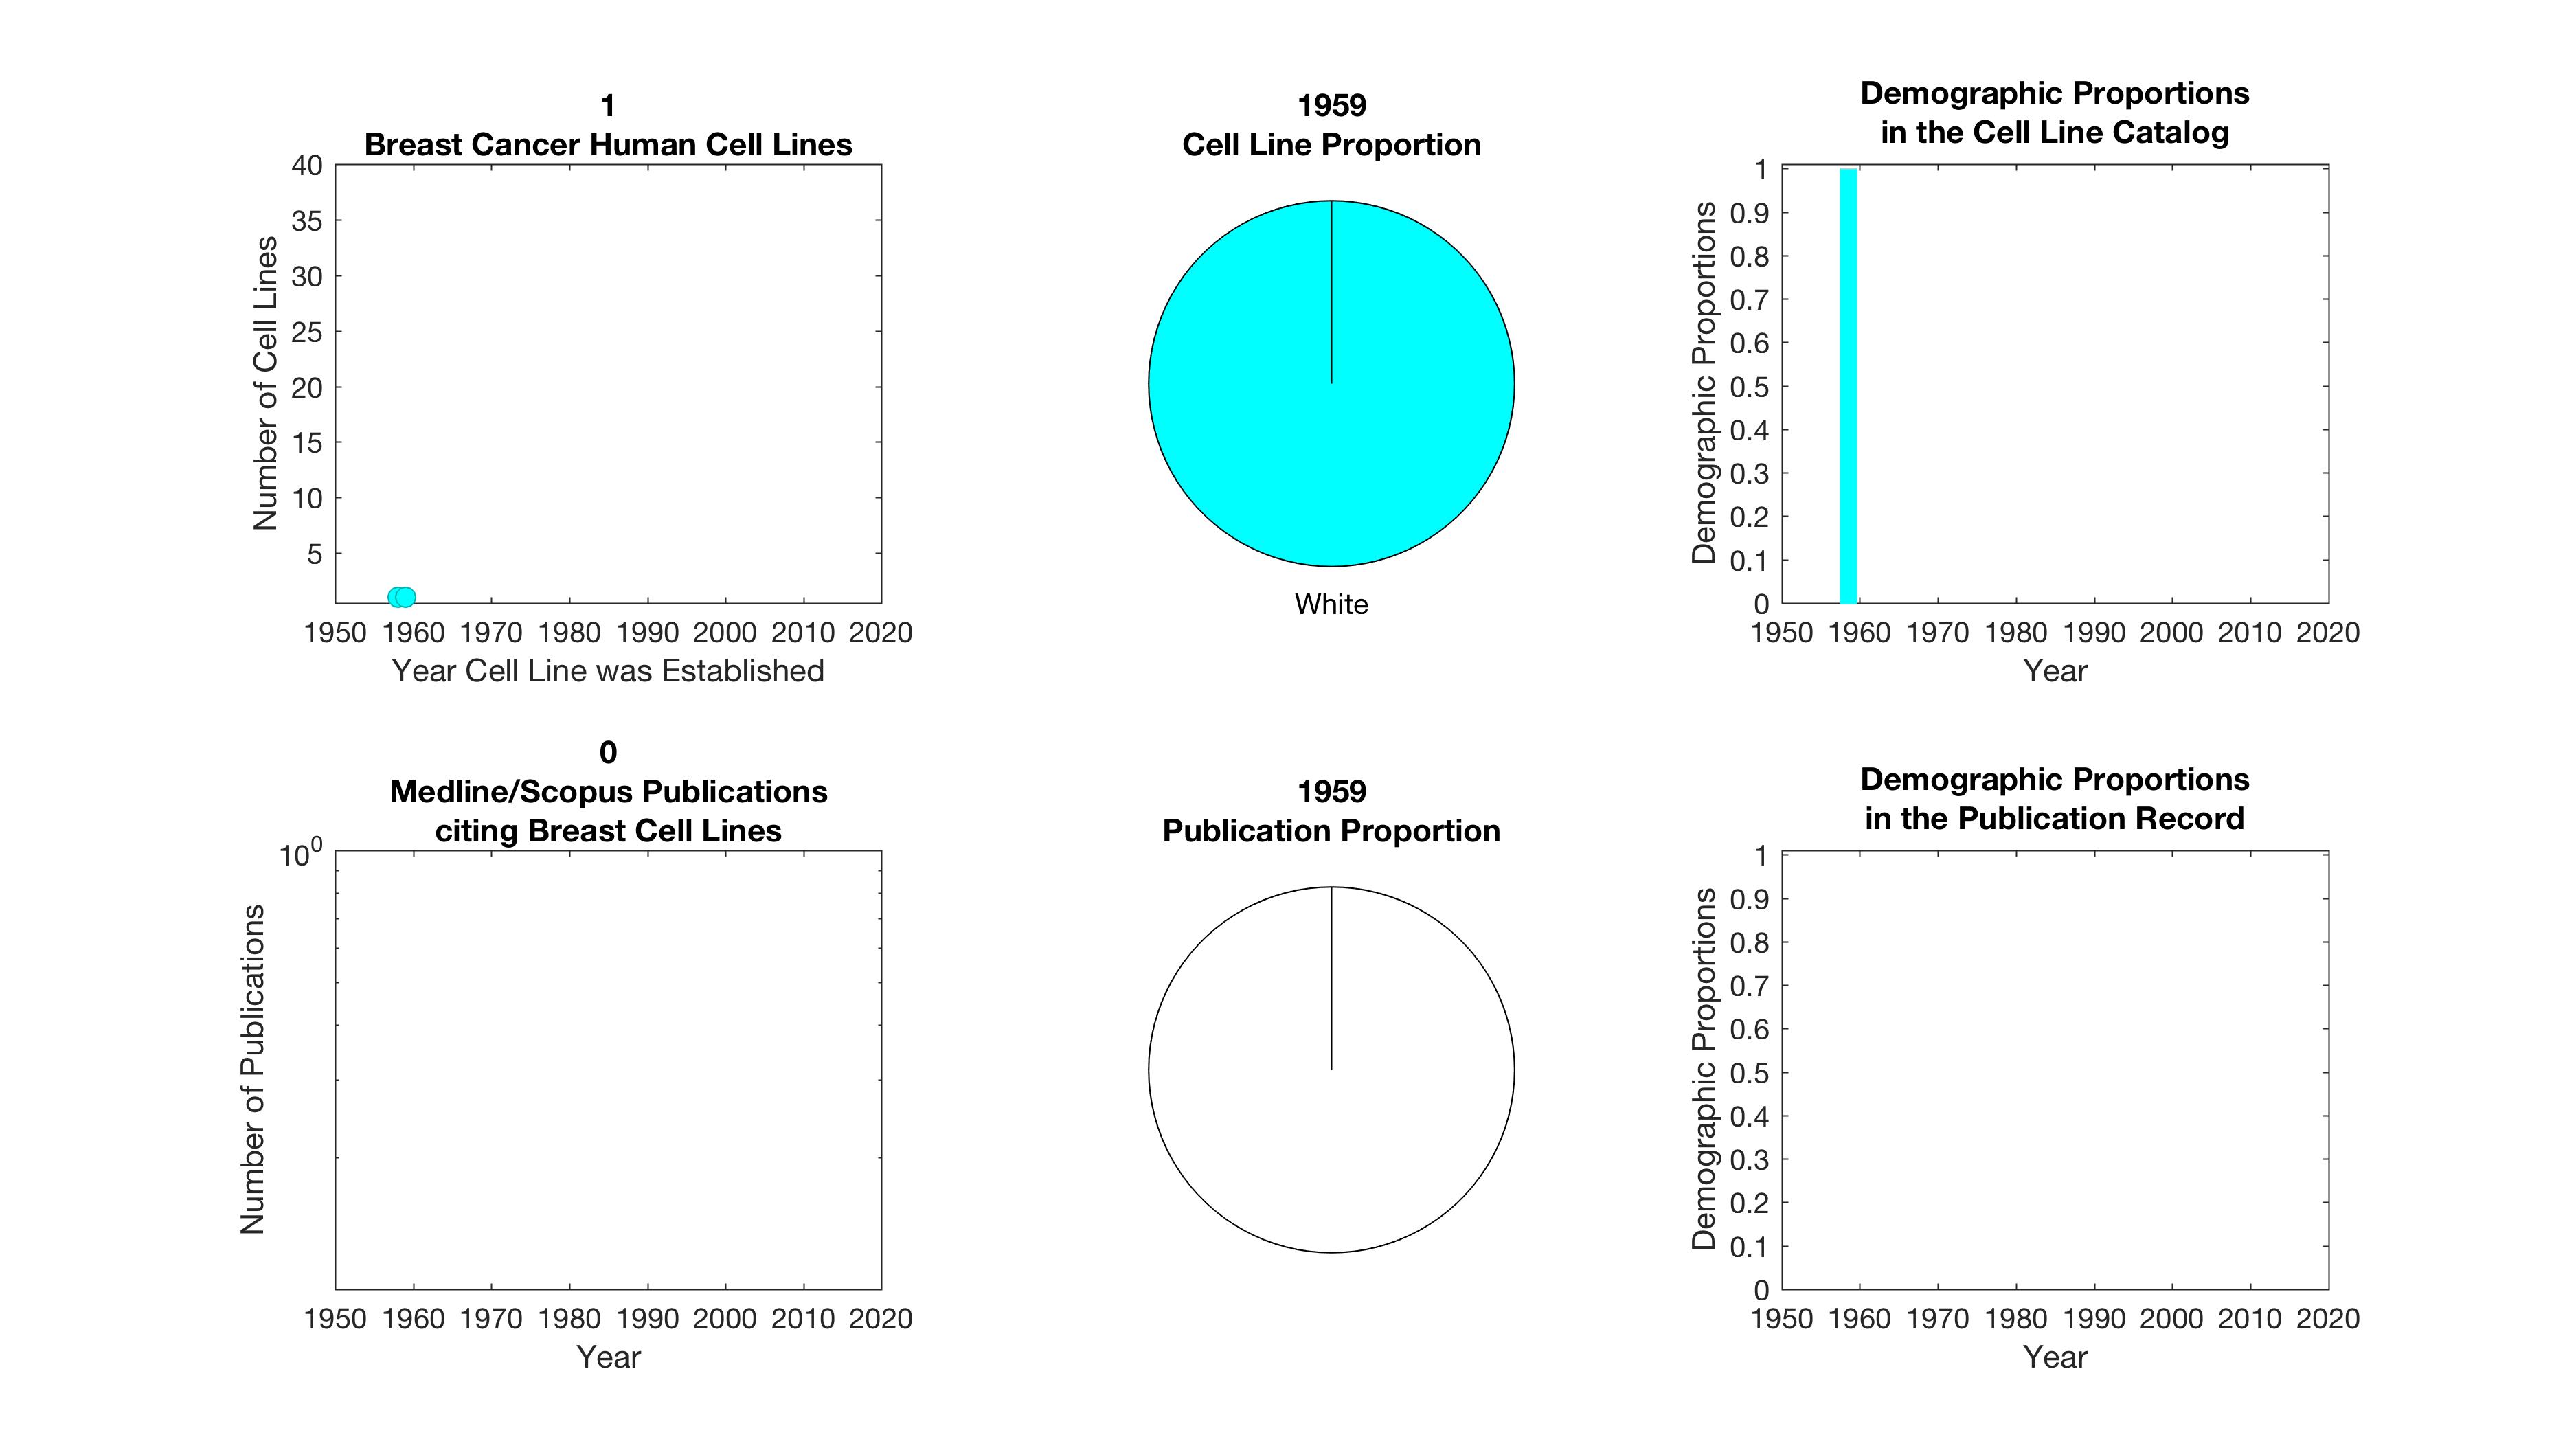 1
Breast Cancer Human Cell Lines
40
35
30
25
20
15
10
5
Number of Cell Lines
1950 1960 1970 1980 1990 2000 2010 2020
Year Cell Line was Established
1959
Cell Line Proportion
White
Demographic Proportions
in the Cell Line Catalog
1
0.9
0.8
0.7
0.6
0.5
0.4
0.3
0.2
0.1
0
Demographic Proportions
1950 1960 1970 1980 1990 2000 2010 2020
Year
0
Medline/Scopus Publications
citing Breast Cell Lines
10⁰
Number of Publications
1950 1960 1970 1980 1990 2000 2010 2020
Year
1959
Publication Proportion
Demographic Proportions
in the Publication Record
1
0.9
0.8
0.7
0.6
0.5
0.4
0.3
0.2
0.1
0
Demographic Proportions
1950 1960 1970 1980 1990 2000 2010 2020
Year